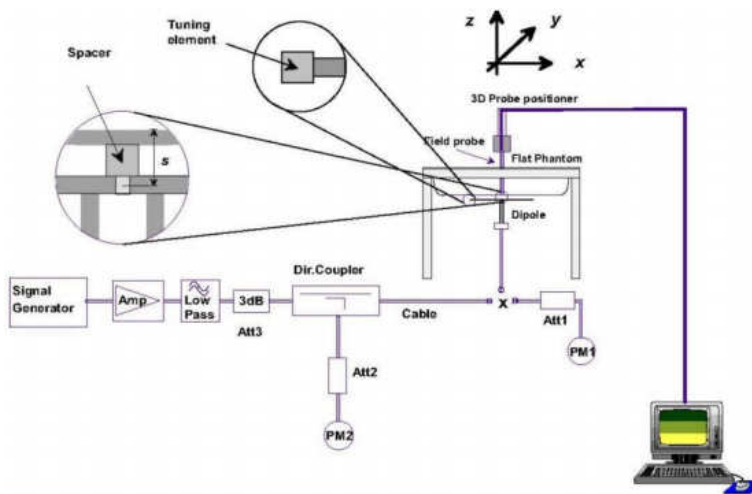 Tuning
element
Spacer
s
z
y
x
3D Probe positioner
Field probe
Flat Phantom
Dipole
Signal
Generator
Amp
Low
Pass
3dB
Att3
Dir.Coupler
Cable
x
Att1
PM1
Att2
PM2